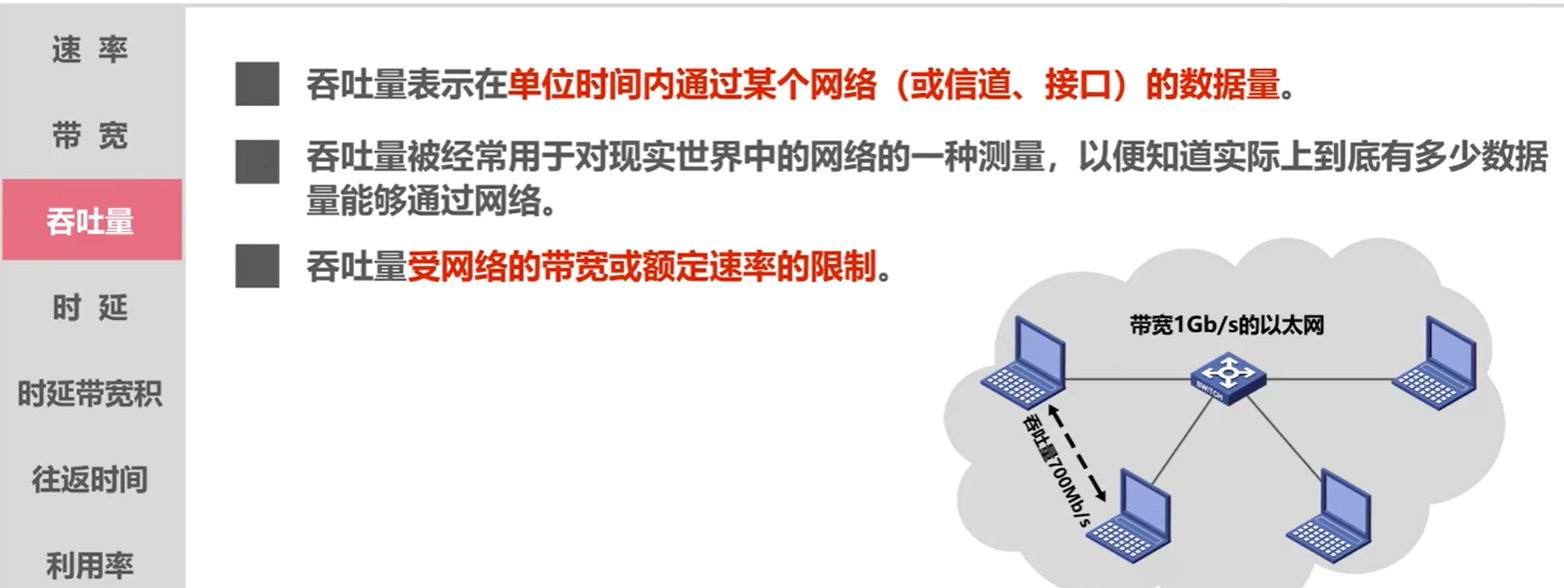 速 率
带 宽
吞吐量
时 延
时延带宽积
往返时间
利用率
吞吐量表示在单位时间内通过某个网络（或信道、接口）的数据量。
吞吐量被经常用于对现实世界中的网络的一种测量，以便知道实际上到底有多少数据
量能够通过网络。
吞吐量受网络的带宽或额定速率的限制。
带宽1Gb/s的以太网
SWITCH
吞吐量700Mb/s